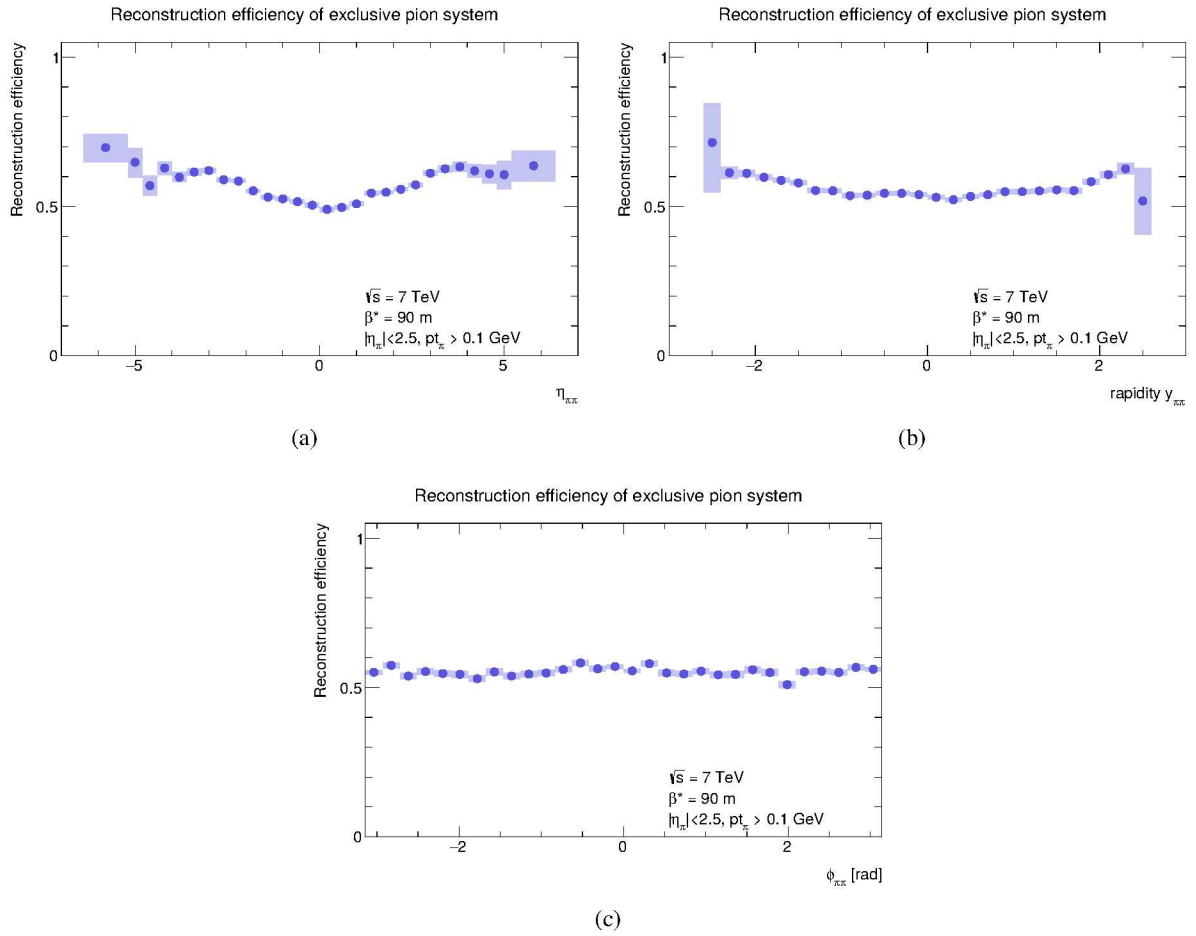 Reconstruction efficiency of exclusive pion system
Reconstruction efficiency
1
0.5
0
−5
0
5
√s = 7 TeV
β* = 90 m
|η_π|<2.5, pt_π > 0.1 GeV
η_ππ
(a)
Reconstruction efficiency of exclusive pion system
Reconstruction efficiency
1
0.5
0
−2
0
2
√s = 7 TeV
β* = 90 m
|η_π|<2.5, pt_π > 0.1 GeV
rapidity y_ππ
(b)
Reconstruction efficiency of exclusive pion system
Reconstruction efficiency
1
0.5
0
−2
0
2
√s = 7 TeV
β* = 90 m
|η_π|<2.5, pt_π > 0.1 GeV
ϕ_ππ [rad]
(c)